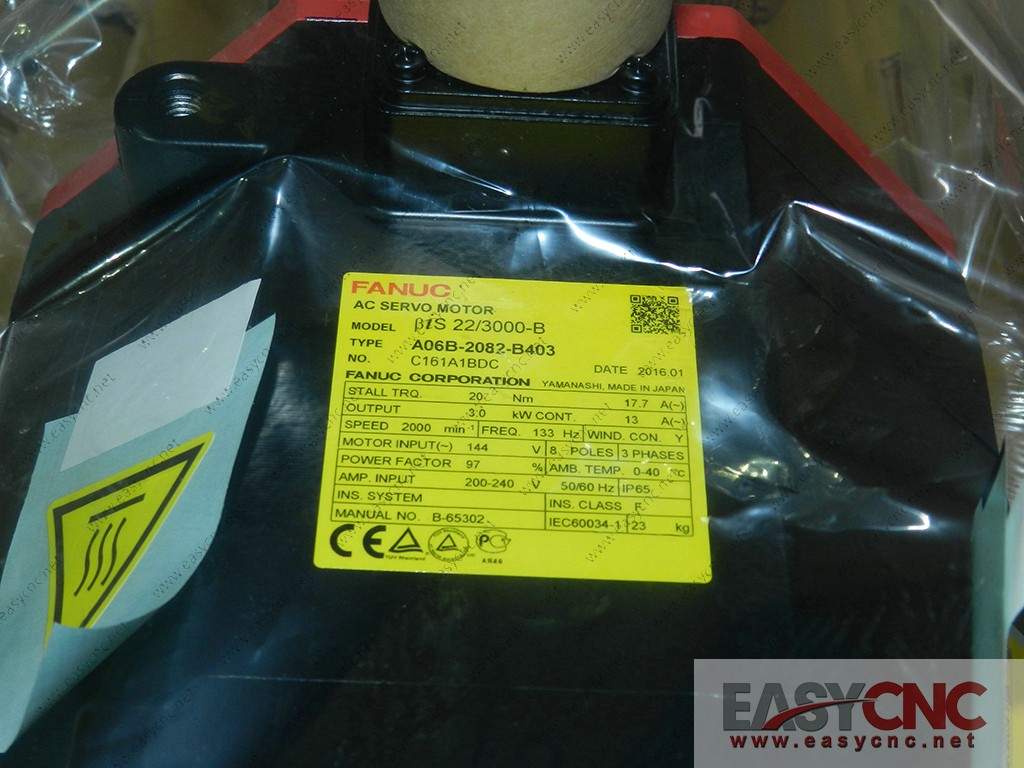 FANUC
AC SERVO MOTOR
MODEL βiS 22/3000-B
TYPE A06B-2082-B403
NO. C161A1BDC
DATE 2016.01
FANUC CORPORATION YAMANASHI, MADE IN JAPAN
STALL TRQ. 20 Nm 17.7 A(~)
OUTPUT 3.0 kW CONT. 13 A(~)
SPEED 2000 min⁻¹ FREQ. 133 Hz WIND. CON. Y
MOTOR INPUT(~) 144 V 8 POLES 3 PHASES
POWER FACTOR 97 % AMB. TEMP. 0-40 °C
AMP. INPUT 200-240 V 50/60 Hz IP65
INS. SYSTEM INS. CLASS F
MANUAL NO. B-65302 IEC60034-1 23 kg
CE
TÜV Rheinland
AB46
EASYCNC
www.easycnc.net